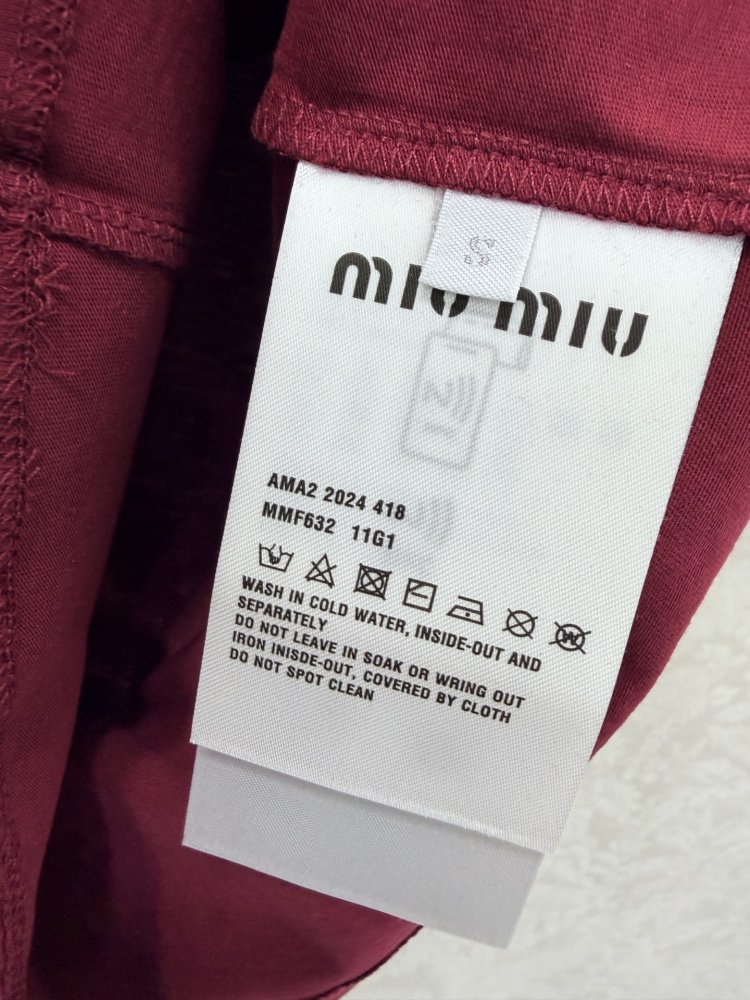 S
miu miu
AMA2 2024 418
MMF632 11G1
W
WASH IN COLD WATER, INSIDE-OUT AND
SEPARATELY
DO NOT LEAVE IN SOAK OR WRING OUT
IRON INISDE-OUT, COVERED BY CLOTH
DO NOT SPOT CLEAN